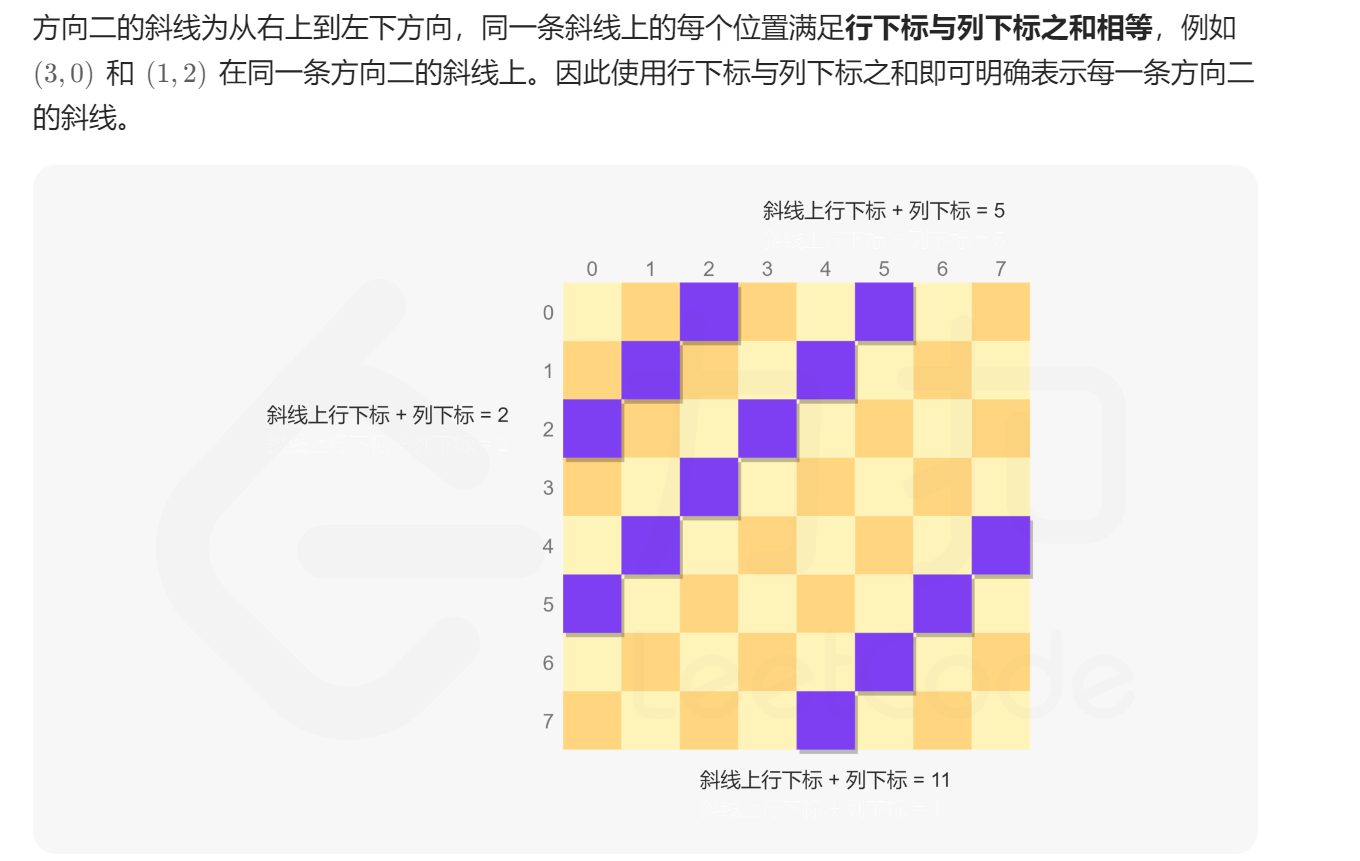 方向二的斜线为从右上到左下方向，同一条斜线上的每个位置满足行下标与列下标之和相等，例如
(3,0) 和 (1,2) 在同一条方向二的斜线上。因此使用行下标与列下标之和即可明确表示每一条方向二
的斜线。
斜线上行下标 + 列下标 = 5
0 1 2 3 4 5 6 7
0
1
斜线上行下标 + 列下标 = 2
2
3
4
5
6
7
斜线上行下标 + 列下标 = 11
力扣
LeetCode